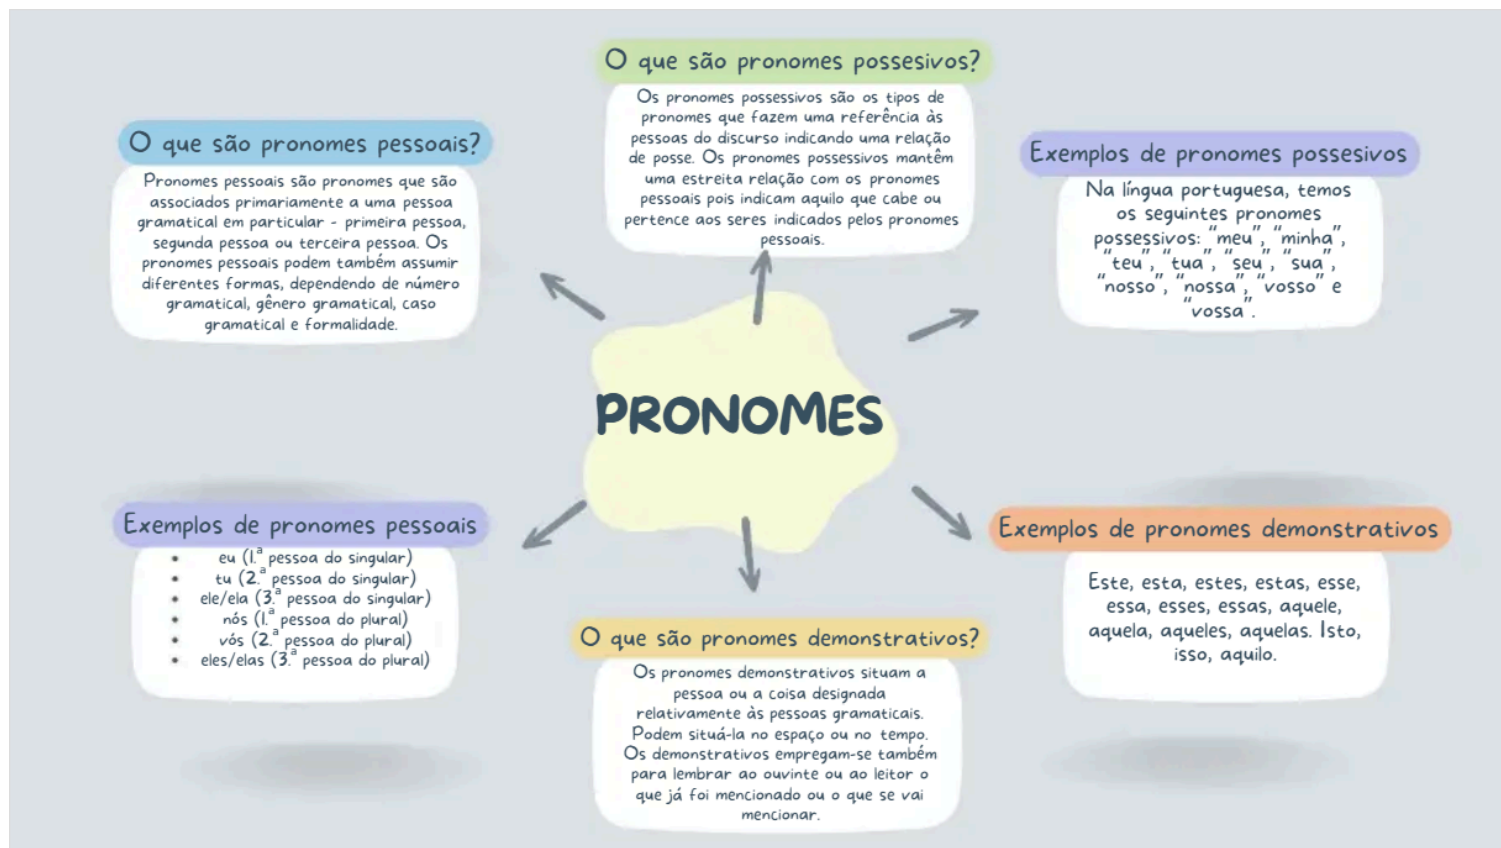 O que são pronomes possesivos?
Os pronomes possessivos são os tipos de
pronomes que fazem uma referência às
pessoas do discurso indicando uma relação
de posse. Os pronomes possessivos mantêm
uma estreita relação com os pronomes
pessoais pois indicam aquilo que cabe ou
pertence aos seres indicados pelos pronomes
pessoais.
O que são pronomes pessoais?
Pronomes pessoais são pronomes que são
associados primariamente a uma pessoa
gramatical em particular - primeira pessoa,
segunda pessoa ou terceira pessoa. Os
pronomes pessoais podem também assumir
diferentes formas, dependendo de número
gramatical, gênero gramatical, caso
gramatical e formalidade.
Exemplos de pronomes possesivos
Na língua portuguesa, temos
os seguintes pronomes
possessivos: “meu”, “minha”,
“teu”, “tua”, “seu”, “sua”,
“nosso”, “nossa”, “vosso” e
“vossa”.
PRONOMES
Exemplos de pronomes pessoais
• eu (1.ª pessoa do singular)
• tu (2.ª pessoa do singular)
• ele/ela (3.ª pessoa do singular)
• nós (1.ª pessoa do plural)
• vós (2.ª pessoa do plural)
• eles/elas (3.ª pessoa do plural)
Exemplos de pronomes demonstrativos
Este, esta, estes, estas, esse,
essa, esses, essas, aquele,
aquela, aqueles, aquelas. Isto,
isso, aquilo.
O que são pronomes demonstrativos?
Os pronomes demonstrativos situam a
pessoa ou a coisa designada
relativamente às pessoas gramaticais.
Podem situá-la no espaço ou no tempo.
Os demonstrativos empregam-se também
para lembrar ao ouvinte ou ao leitor o
que já foi mencionado ou o que se vai
mencionar.